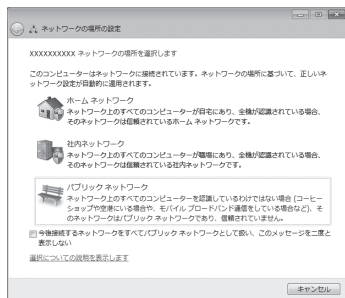 ネットワークの場所の設定
XXXXXXXXXX ネットワークの場所を選択します
このコンピューターはネットワークに接続されています。ネットワークの場所に基づいて、正しいネ
ットワーク設定が自動的に適用されます。
ホーム ネットワーク
ネットワーク上のすべてのコンピューターが自宅にあり、全機が認識されている場合、
そのネットワークは信頼されているホーム ネットワークです。
社内ネットワーク
ネットワーク上のすべてのコンピューターが職場にあり、全機が認識されている場合、
そのネットワークは信頼されている社内ネットワークです。
パブリック ネットワーク
ネットワーク上のすべてのコンピューターを認識しているわけではない場合 (コーヒー
ショップや空港にいる場合や、モバイル ブロードバンド通信をしている場合など)、そ
のネットワークはパブリック ネットワークであり、信頼されていません。
今後接続するネットワークをすべてパブリック ネットワークとして扱い、このメッセージを二度と
表示しない
選択についての説明を表示します
キャンセル